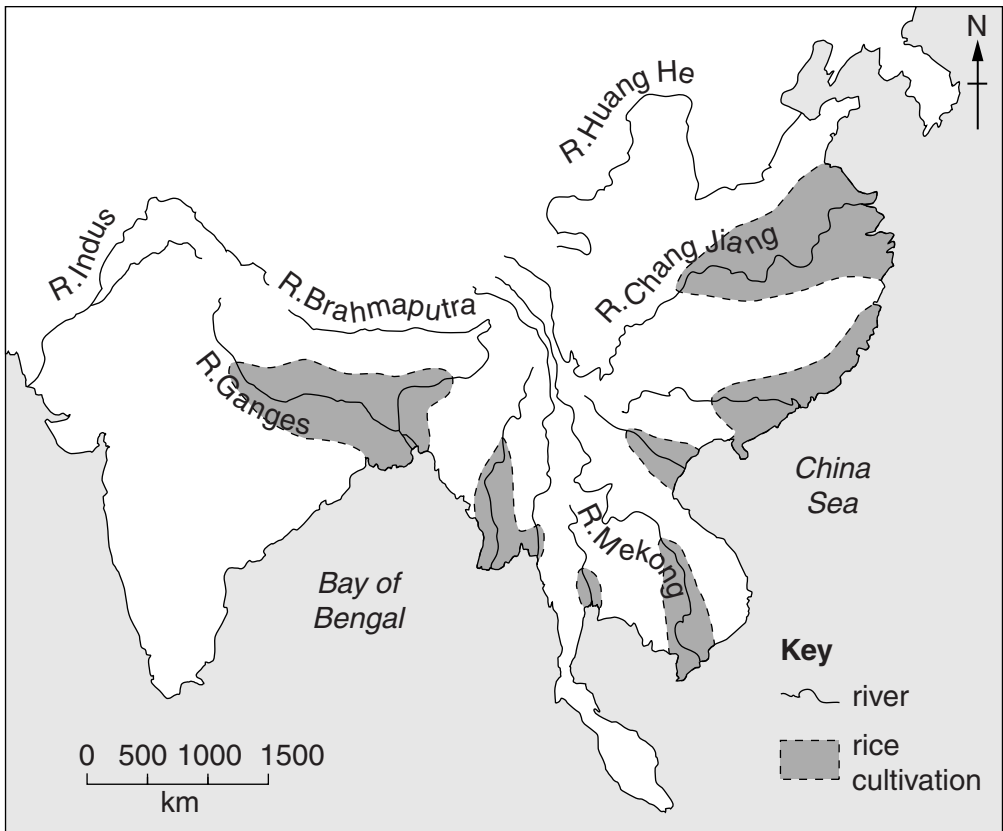 N
R.Huang He
R.Indus
R.Brahmaputra
R.Chang Jiang
R.Ganges
China
Sea
R.Mekong
Bay of
Bengal
Key
river
rice
cultivation
0 500 1000 1500
km